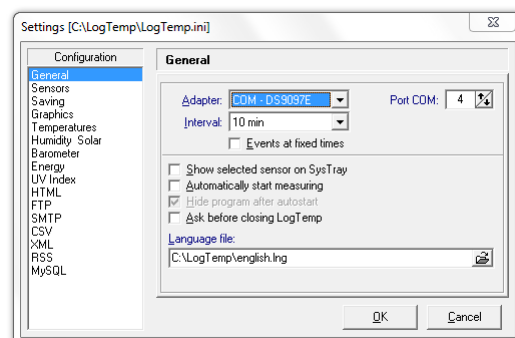 Settings [C:\LogTemp\LogTemp.ini]
Configuration
General
Sensors
Saving
Graphics
Temperatures
Humidity Solar
Barometer
Energy
UV Index
HTML
FTP
SMTP
CSV
XML
RSS
MySQL
General
Adapter: COM - DS9097E Port COM: 4
Interval: 10 min
Events at fixed times
Show selected sensor on SysTray
Automatically start measuring
Hide program after autostart
Ask before closing LogTemp
Language file:
C:\LogTemp\english.lng
OK Cancel